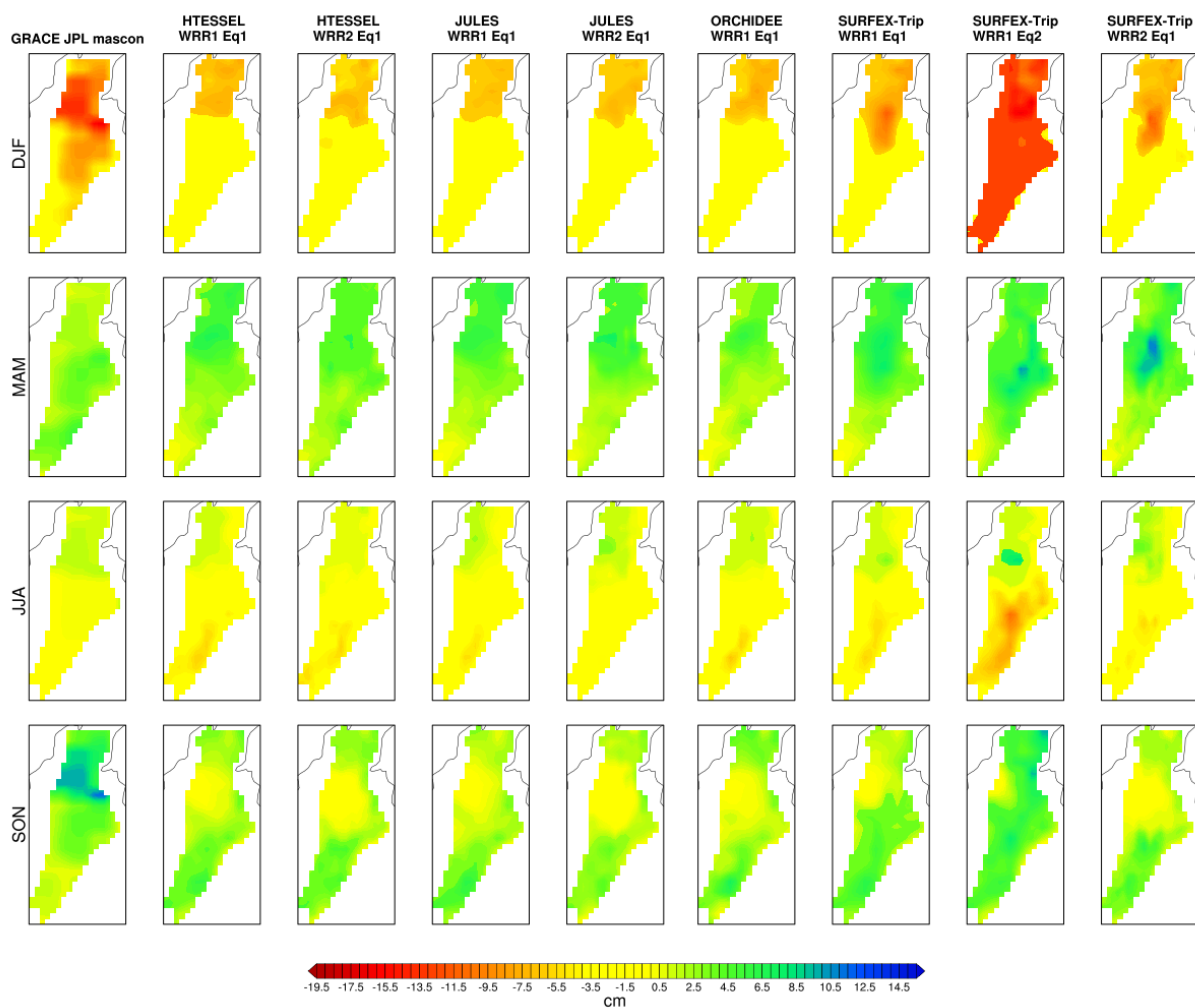 GRACE JPL mascon
HTESSEL
WRR1 Eq1
HTESSEL
WRR2 Eq1
JULES
WRR1 Eq1
JULES
WRR2 Eq1
ORCHIDEE
WRR1 Eq1
SURFEX-Trip
WRR1 Eq1
SURFEX-Trip
WRR1 Eq2
SURFEX-Trip
WRR2 Eq1
DJF
MAM
JJA
SON
-19.5 -17.5 -15.5 -13.5 -11.5 -9.5 -7.5 -5.5 -3.5 -1.5 0.5 2.5 4.5 6.5 8.5 10.5 12.5 14.5
cm